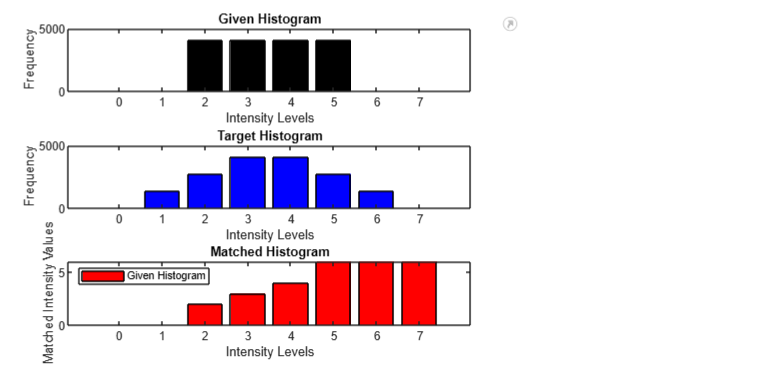 Given Histogram
5000
Frequency
0
0 1 2 3 4 5 6 7
Intensity Levels
Target Histogram
5000
Frequency
0
0 1 2 3 4 5 6 7
Intensity Levels
Matched Histogram
Matched Intensity Values
5
Given Histogram
0
0 1 2 3 4 5 6 7
Intensity Levels